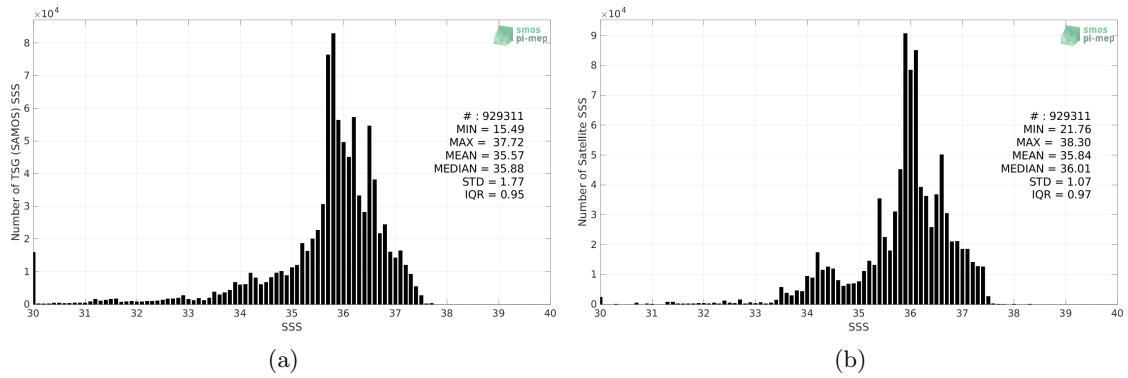 ×10⁴
8
7
6
5
4
3
2
1
0
Number of TSG (SAMOS) SSS
smos
pi-mep
# : 929311
MIN = 15.49
MAX = 37.72
MEAN = 35.57
MEDIAN = 35.88
STD = 1.77
IQR = 0.95
30 31 32 33 34 35 36 37 38 39 40
SSS
(a)
×10⁴
9
8
7
6
5
4
3
2
1
0
Number of Satellite SSS
smos
pi-mep
# : 929311
MIN = 21.76
MAX = 38.30
MEAN = 35.84
MEDIAN = 36.01
STD = 1.07
IQR = 0.97
30 31 32 33 34 35 36 37 38 39 40
SSS
(b)